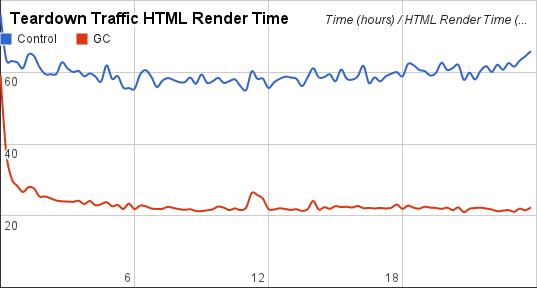 Teardown Traffic HTML Render Time
Time (hours) / HTML Render Time (...
Control GC
60
40
20
6 12 18